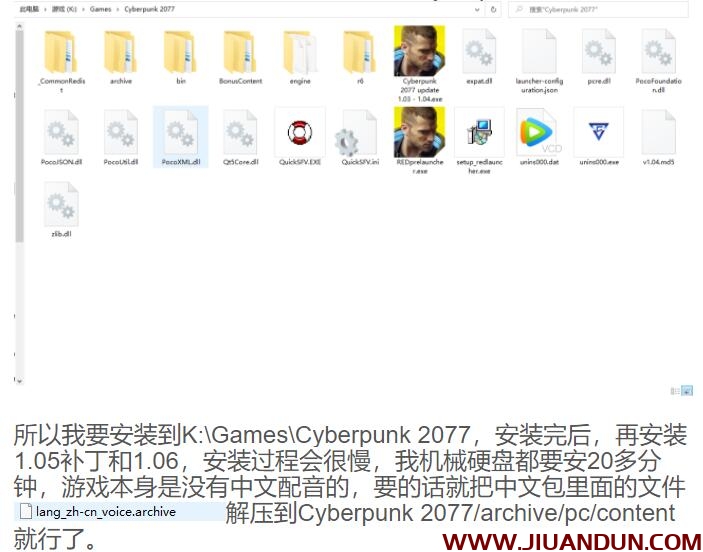 此电脑 › 游戏 (K:) › Games › Cyberpunk 2077
搜索"Cyberpunk 2077"
_CommonRedist
archive
bin
BonusContent
engine
r6
Cyberpunk 2077 update 1.03 - 1.04.exe
expat.dll
launcher-configuration.json
pcre.dll
PocoFoundation.dll
PocoJSON.dll
PocoUtil.dll
PocoXML.dll
Qt5Core.dll
QuickSFV.EXE
QuickSFV.ini
REDprelauncher.exe
setup_redlauncher.exe
VCD
unins000.dat
unins000.exe
v1.04.md5
zlib.dll
所以我要安装到K:\Games\Cyberpunk 2077，安装完后，再安装
1.05补丁和1.06，安装过程会很慢，我机械硬盘都要安20多分
钟，游戏本身是没有中文配音的，要的话就把中文包里面的文件
lang_zh-cn_voice.archive 解压到Cyberpunk 2077/archive/pc/content
就行了。
WWW.JIUANDUN.COM